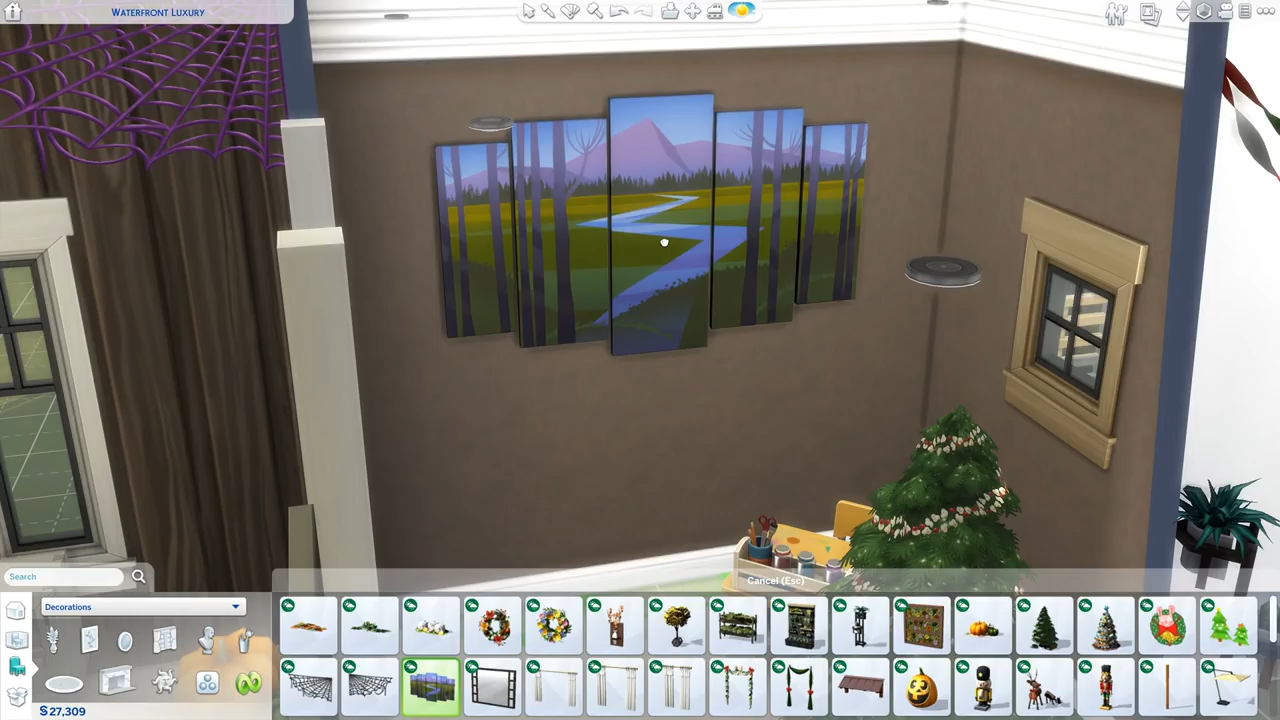 Waterfront Luxury
Cancel (Esc)
Search
Decorations
§27,309